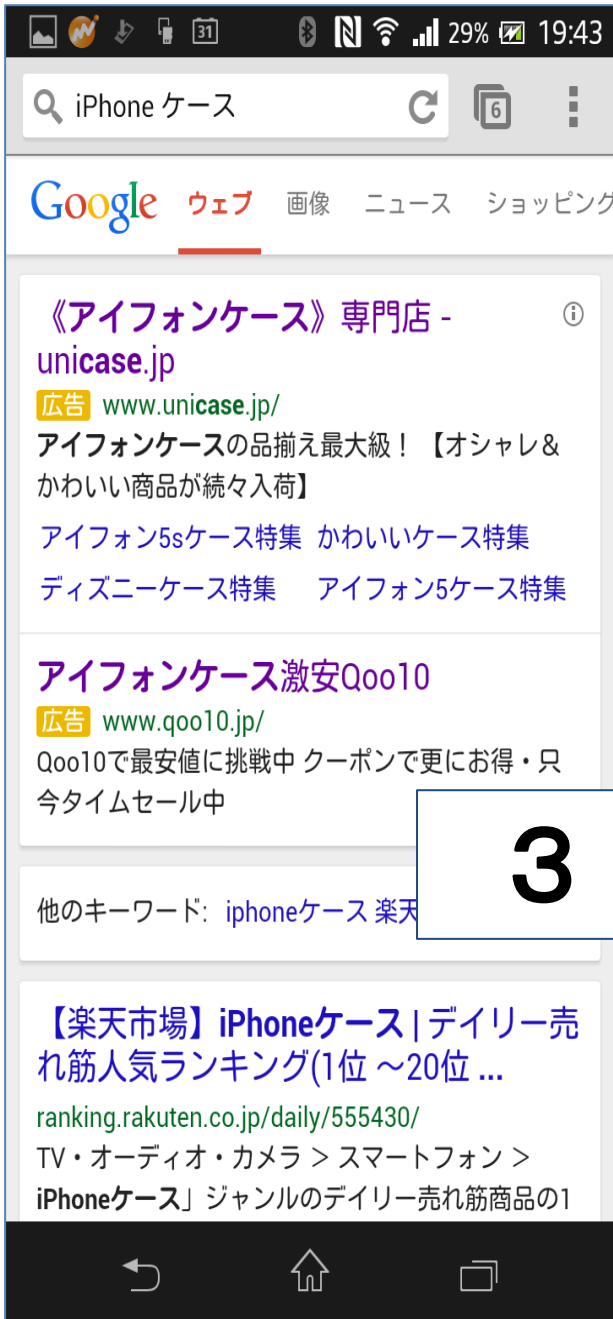 31 29% 19:43
iPhone ケース 6
Google ウェブ 画像 ニュース ショッピング
《アイフォンケース》専門店 -
unicase.jp
広告 www.unicase.jp/
アイフォンケースの品揃え最大級！【オシャレ＆
かわいい商品が続々入荷】
アイフォン5sケース特集 かわいいケース特集
ディズニーケース特集 アイフォン5ケース特集
アイフォンケース激安Qoo10
広告 www.qoo10.jp/
Qoo10で最安値に挑戦中 クーポンで更にお得・只
今タイムセール中
3
他のキーワード: iphoneケース 楽天
【楽天市場】iPhoneケース | デイリー売
れ筋人気ランキング(1位 ～20位 ...
ranking.rakuten.co.jp/daily/555430/
TV・オーディオ・カメラ > スマートフォン >
iPhoneケース」ジャンルのデイリー売れ筋商品の1